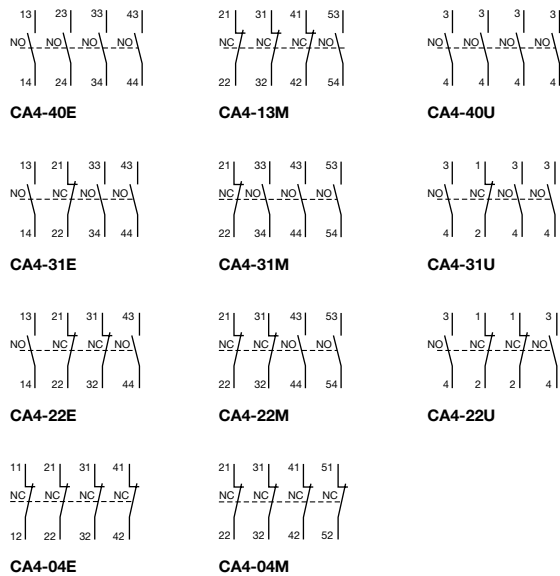 13 23 33 43
NO NO NO NO
14 24 34 44
CA4-40E
21 31 41 53
NC NC NC NO
22 32 42 54
CA4-13M
3 3 3 3
NO NO NO NO
4 4 4 4
CA4-40U
13 21 33 43
NO NC NO NO
14 22 34 44
CA4-31E
21 33 43 53
NC NO NO NO
22 34 44 54
CA4-31M
3 1 3 3
NO NC NO NO
4 2 4 4
CA4-31U
13 21 31 43
NO NC NC NO
14 22 32 44
CA4-22E
21 31 43 53
NC NC NO NO
22 32 44 54
CA4-22M
3 1 1 3
NO NC NC NO
4 2 2 4
CA4-22U
11 21 31 41
NC NC NC NC
12 22 32 42
CA4-04E
21 31 41 51
NC NC NC NC
22 32 42 52
CA4-04M